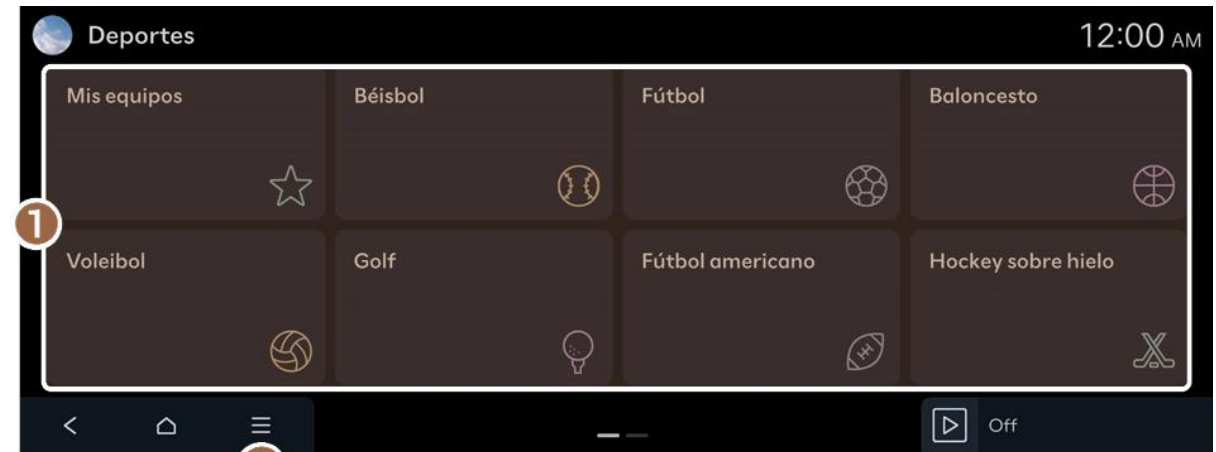 Deportes
12:00 AM
Mis equipos
Béisbol
Fútbol
Baloncesto
1
Voleibol
Golf
Fútbol americano
Hockey sobre hielo
Off